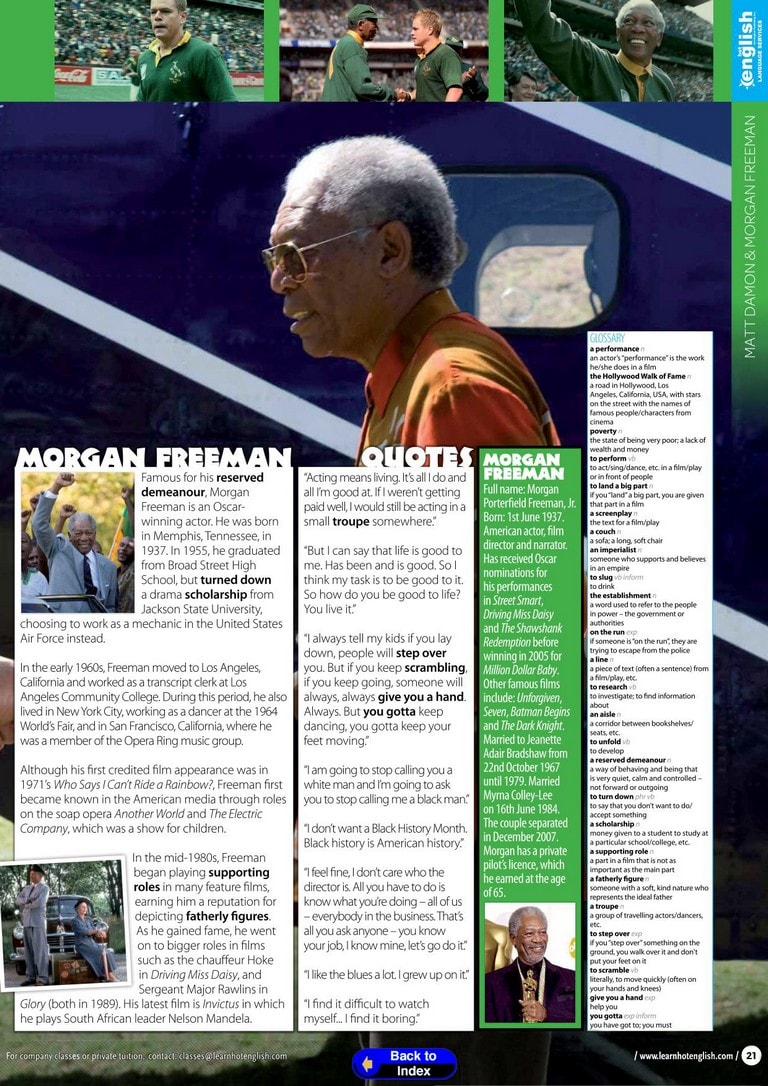 Coca-Cola
hot
english
LANGUAGE SERVICES
MATT DAMON & MORGAN FREEMAN
MORGAN FREEMAN
Famous for his reserved
demeanour, Morgan
Freeman is an Oscar-
winning actor. He was born
in Memphis, Tennessee, in
1937. In 1955, he graduated
from Broad Street High
School, but turned down
a drama scholarship from
Jackson State University,
choosing to work as a mechanic in the United States
Air Force instead.
In the early 1960s, Freeman moved to Los Angeles,
California and worked as a transcript clerk at Los
Angeles Community College. During this period, he also
lived in New York City, working as a dancer at the 1964
World's Fair, and in San Francisco, California, where he
was a member of the Opera Ring music group.
Although his first credited film appearance was in
1971's Who Says I Can't Ride a Rainbow?, Freeman first
became known in the American media through roles
on the soap opera Another World and The Electric
Company, which was a show for children.
In the mid-1980s, Freeman
began playing supporting
roles in many feature films,
earning him a reputation for
depicting fatherly figures.
As he gained fame, he went
on to bigger roles in films
such as the chauffeur Hoke
in Driving Miss Daisy, and
Sergeant Major Rawlins in
Glory (both in 1989). His latest film is Invictus in which
he plays South African leader Nelson Mandela.
QUOTES
"Acting means living. It's all I do and
all I'm good at. If I weren't getting
paid well, I would still be acting in a
small troupe somewhere."
"But I can say that life is good to
me. Has been and is good. So I
think my task is to be good to it.
So how do you be good to life?
You live it."
"I always tell my kids if you lay
down, people will step over
you. But if you keep scrambling,
if you keep going, someone will
always, always give you a hand.
Always. But you gotta keep
dancing, you gotta keep your
feet moving."
"I am going to stop calling you a
white man and I'm going to ask
you to stop calling me a black man."
"I don't want a Black History Month.
Black history is American history."
"I feel fine, I don't care who the
director is. All you have to do is
know what you're doing – all of us
– everybody in the business. That's
all you ask anyone – you know
your job, I know mine, let's go do it."
"I like the blues a lot. I grew up on it."
"I find it difficult to watch
myself... I find it boring."
MORGAN
FREEMAN
Full name: Morgan
Porterfield Freeman, Jr.
Born: 1st June 1937.
American actor, film
director and narrator.
Has received Oscar
nominations for
his performances
in Street Smart,
Driving Miss Daisy
and The Shawshank
Redemption before
winning in 2005 for
Million Dollar Baby.
Other famous films
include: Unforgiven,
Seven, Batman Begins
and The Dark Knight.
Married to Jeanette
Adair Bradshaw from
22nd October 1967
until 1979. Married
Myrna Colley-Lee
on 16th June 1984.
The couple separated
in December 2007.
Morgan has a private
pilot's licence, which
he earned at the age
of 65.
GLOSSARY
a performance n
an actor's "performance" is the work
he/she does in a film
the Hollywood Walk of Fame n
a road in Hollywood, Los
Angeles, California, USA, with stars
on the street with the names of
famous people/characters from
cinema
poverty n
the state of being very poor; a lack of
wealth and money
to perform vb
to act/sing/dance, etc. in a film/play
or in front of people
to land a big part n
if you "land" a big part, you are given
that part in a film
a screenplay n
the text for a film/play
a couch n
a sofa; a long, soft chair
an imperialist n
someone who supports and believes
in an empire
to slug vb inform
to drink
the establishment n
a word used to refer to the people
in power – the government or
authorities
on the run exp
if someone is "on the run", they are
trying to escape from the police
a line n
a piece of text (often a sentence) from
a film/play, etc.
to research vb
to investigate; to find information
about
an aisle n
a corridor between bookshelves/
seats, etc.
to unfold vb
to develop
a reserved demeanour n
a way of behaving and being that
is very quiet, calm and controlled –
not forward or outgoing
to turn down phr vb
to say that you don't want to do/
accept something
a scholarship n
money given to a student to study at
a particular school/college, etc.
a supporting role n
a part in a film that is not as
important as the main part
a fatherly figure n
someone with a soft, kind nature who
represents the ideal father
a troupe n
a group of travelling actors/dancers,
etc.
to step over exp
if you "step over" something on the
ground, you walk over it and don't
put your feet on it
to scramble vb
literally, to move quickly (often on
your hands and knees)
give you a hand exp
help you
you gotta exp inform
you have got to; you must
For company classes or private tuition, contact: classes@learnhotenglish.com
Back to
Index
/ www.learnhotenglish.com / 21